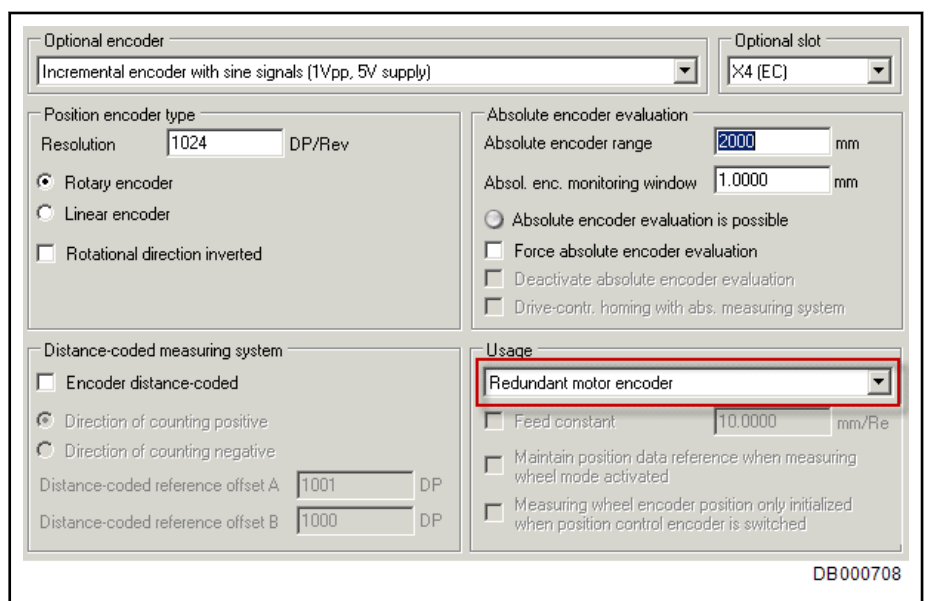 Optional encoder
Incremental encoder with sine signals (1Vpp, 5V supply)
Optional slot
X4 (EC)
Position encoder type
Resolution 1024 DP/Rev
Rotary encoder
Linear encoder
Rotational direction inverted
Absolute encoder evaluation
Absolute encoder range 2000 mm
Absol. enc. monitoring window 1.0000 mm
Absolute encoder evaluation is possible
Force absolute encoder evaluation
Deactivate absolute encoder evaluation
Drive-contr. homing with abs. measuring system
Distance-coded measuring system
Encoder distance-coded
Direction of counting positive
Direction of counting negative
Distance-coded reference offset A 1001 DP
Distance-coded reference offset B 1000 DP
Usage
Redundant motor encoder
Feed constant 10.0000 mm/Re
Maintain position data reference when measuring
wheel mode activated
Measuring wheel encoder position only initialized
when position control encoder is switched
DB000708